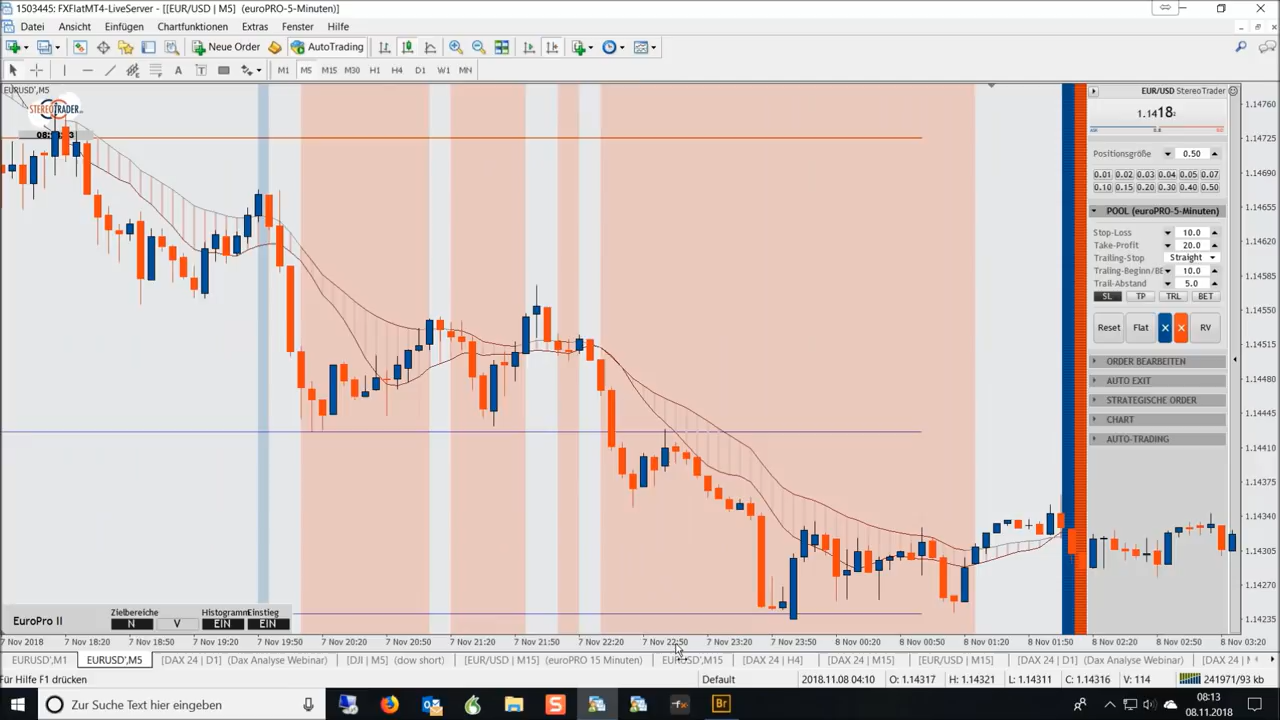 1503445: FXFlatMT4-LiveServer - [[EUR/USD | M5] (euroPRO-5-Minuten)]
Datei Ansicht Einfügen Chartfunktionen Extras Fenster Hilfe
New Order AutoTrading
A T M1 M5 M15 M30 H1 H4 D1 W1 MN
EURUSD',M5
STEREOTRADER
EUR/USD StereoTrader
1.1418
Positionsgröße 0.50
0.01 0.02 0.03 0.04 0.05 0.07
0.10 0.15 0.20 0.30 0.40 0.50
POOL (euroPRO-5-Minuten)
Stop-Loss 10.0
Take-Profit 20.0
Trailing-Stop Straight
Traling-Beginn/BE 10.0
Trail-Abstand 5.0
SL TP TRL BET
Reset Flat × × RV
ORDER BEARBEITEN
AUTO EXIT
STRATEGISCHE ORDER
CHART
AUTO-TRADING
1.14760
1.14725
1.14690
1.14655
1.14620
1.14585
1.14550
1.14515
1.14480
1.14445
1.14410
1.14375
1.14340
1.14305
1.14270
1.14235
Zielbereiche Histogramm Einstieg
EuroPro II N V EIN EIN
7 Nov 2018 7 Nov 18:20 7 Nov 18:50 7 Nov 19:20 7 Nov 19:50 7 Nov 20:20 7 Nov 20:50 7 Nov 21:20 7 Nov 21:50 7 Nov 22:20 7 Nov 22:50 7 Nov 23:20 7 Nov 23:50 8 Nov 00:20 8 Nov 00:50 8 Nov 01:20 8 Nov 01:50 8 Nov 02:20 8 Nov 02:50 8 Nov 03:20
EURUSD',M1 EURUSD',M5 [DAX 24 | D1] (Dax Analyse Webinar) [DJI | M5] (dow short) [EUR/USD | M15] (euroPRO 15 Minuten) EURUSD',M15 [DAX 24 | H4] [DAX 24 | M15] [EUR/USD | M15] [DAX 24 | D1] (Dax Analyse Webinar) [DAX 24 |
Für Hilfe F1 drücken Default 2018.11.08 04:10 O: 1.14317 H: 1.14321 L: 1.14311 C: 1.14316 V: 114 241971/93 kb
Zur Suche Text hier eingeben
08:13
08.11.2018